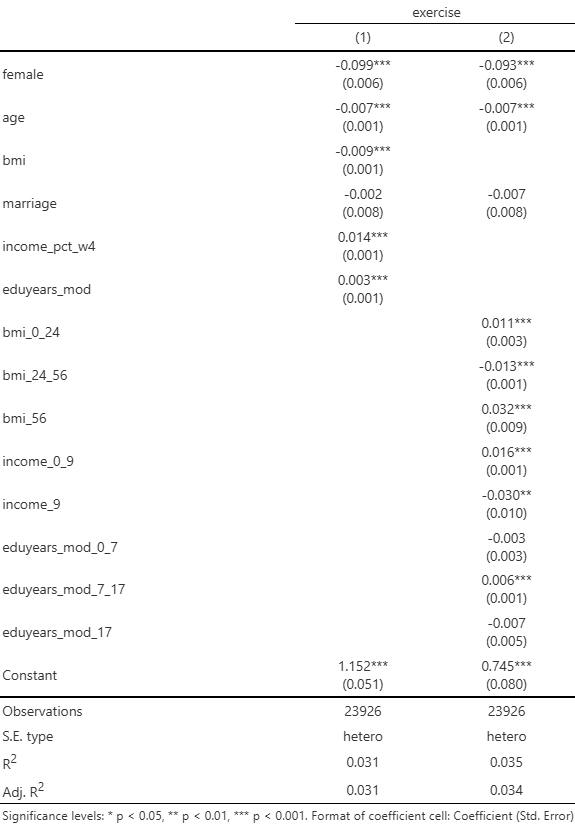 exercise
(1) (2)
female -0.099*** -0.093***
(0.006) (0.006)
age -0.007*** -0.007***
(0.001) (0.001)
bmi -0.009***
(0.001)
marriage -0.002 -0.007
(0.008) (0.008)
income_pct_w4 0.014***
(0.001)
eduyears_mod 0.003***
(0.001)
bmi_0_24 0.011***
(0.003)
bmi_24_56 -0.013***
(0.001)
bmi_56 0.032***
(0.009)
income_0_9 0.016***
(0.001)
income_9 -0.030**
(0.010)
eduyears_mod_0_7 -0.003
(0.003)
eduyears_mod_7_17 0.006***
(0.001)
eduyears_mod_17 -0.007
(0.005)
Constant 1.152*** 0.745***
(0.051) (0.080)
Observations 23926 23926
S.E. type hetero hetero
R2 0.031 0.035
Adj. R2 0.031 0.034
Significance levels: * p < 0.05, ** p < 0.01, *** p < 0.001. Format of coefficient cell: Coefficient (Std. Error)